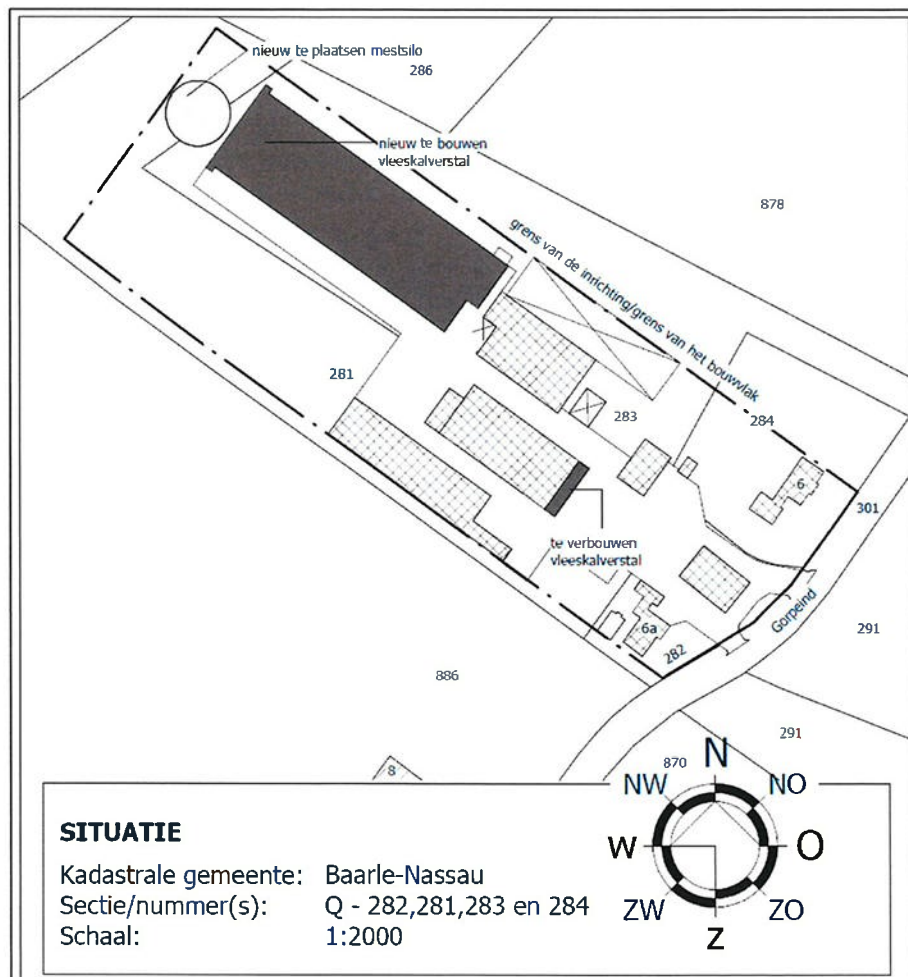 nieuw te plaatsen mestsilo
286
nieuw te bouwen
vleeskalverstal
878
grens van de inrichting/grens van het bouwvlak
281
283
284
6
301
te verbouwen
vleeskalverstal
Gorpeind
6a
282
291
886
291
870
8
N
NW
NO
W
O
ZW
ZO
Z
SITUATIE
Kadastrale gemeente: Baarle-Nassau
Sectie/nummer(s): Q - 282,281,283 en 284
Schaal: 1:2000